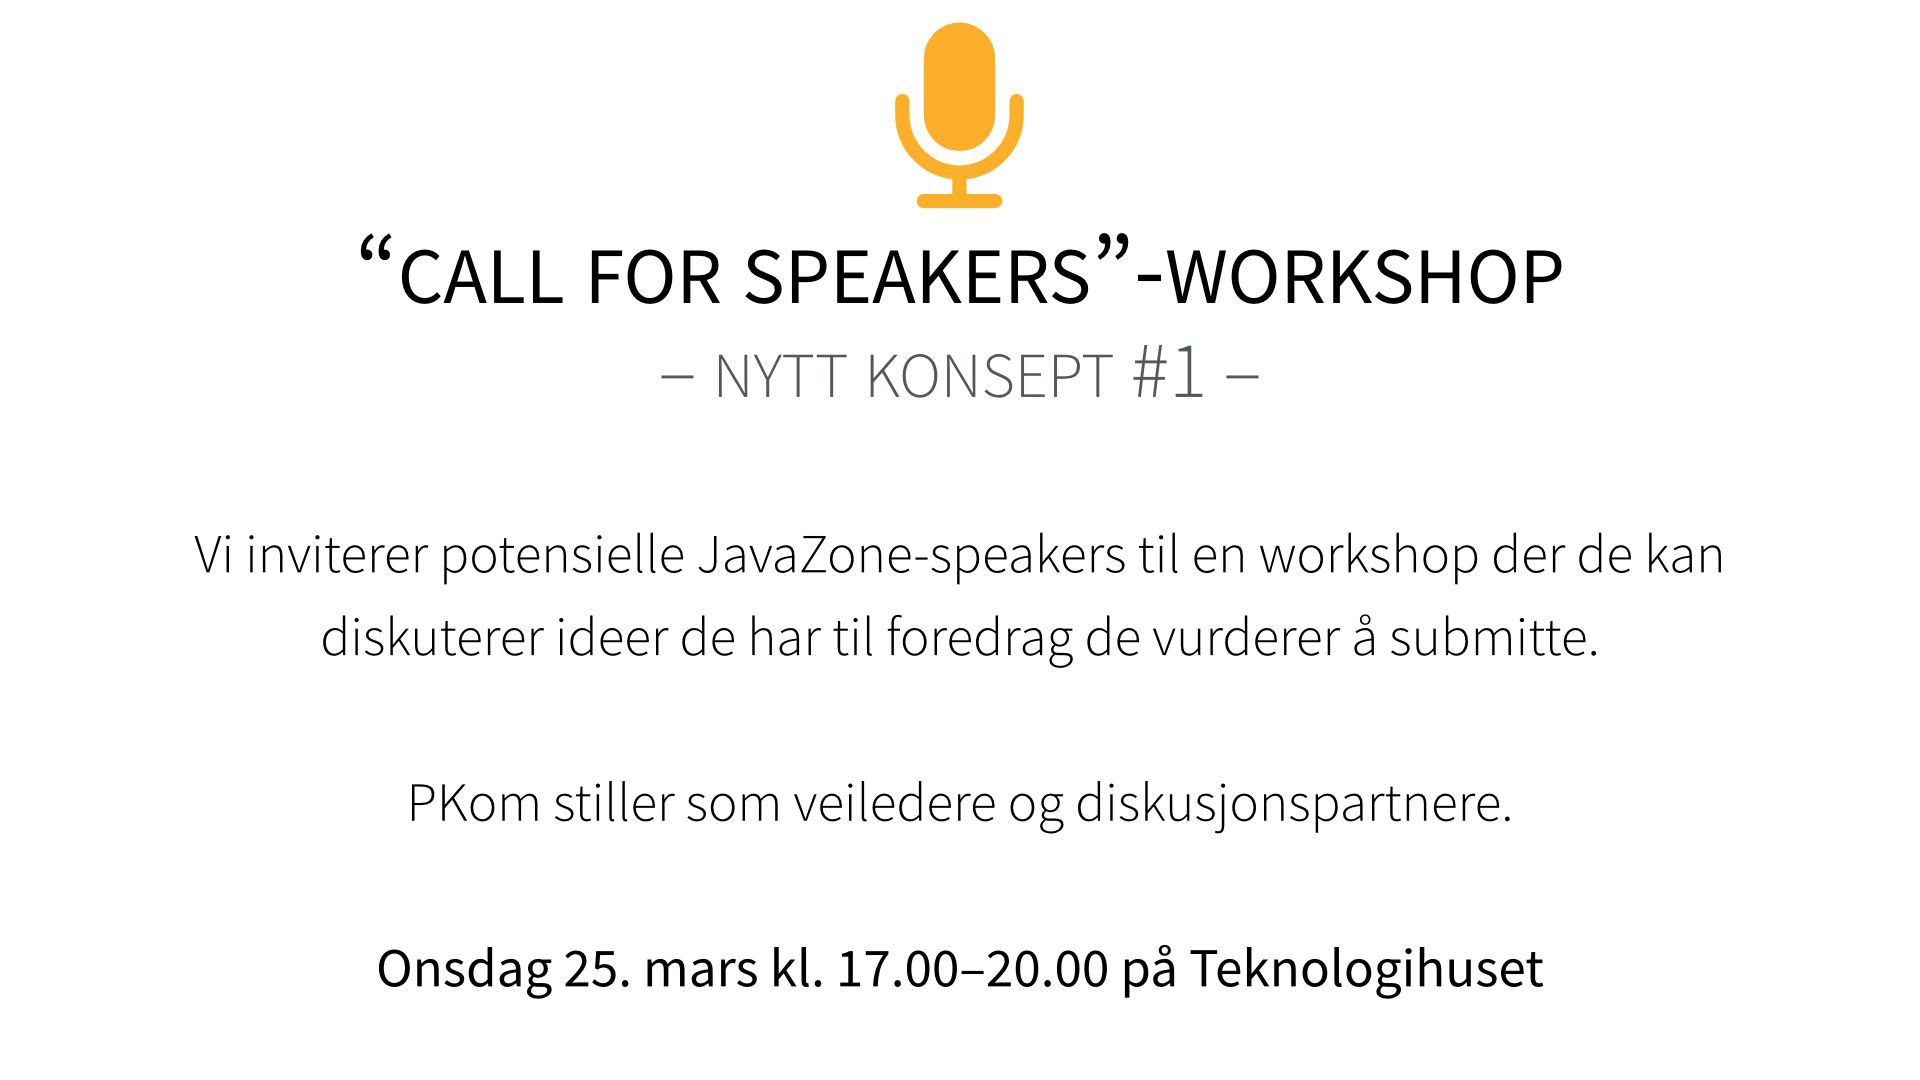 “CALL FOR SPEAKERS”-WORKSHOP
– NYTT KONSEPT #1 –
Vi inviterer potensielle JavaZone-speakers til en workshop der de kan
diskuterer ideer de har til foredrag de vurderer å submitte.
PKom stiller som veiledere og diskusjonspartnere.
Onsdag 25. mars kl. 17.00–20.00 på Teknologihuset